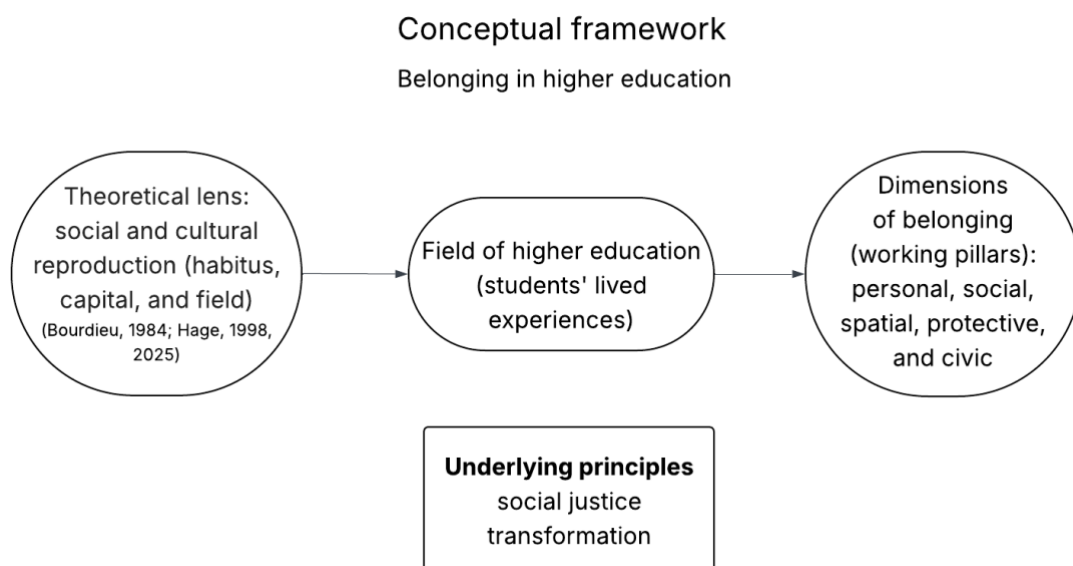 Conceptual framework
Belonging in higher education
Theoretical lens:
social and cultural
reproduction (habitus,
capital, and field)
(Bourdieu, 1984; Hage, 1998,
2025)
Field of higher education
(students' lived
experiences)
Dimensions
of belonging
(working pillars):
personal, social,
spatial, protective,
and civic
Underlying principles
social justice
transformation